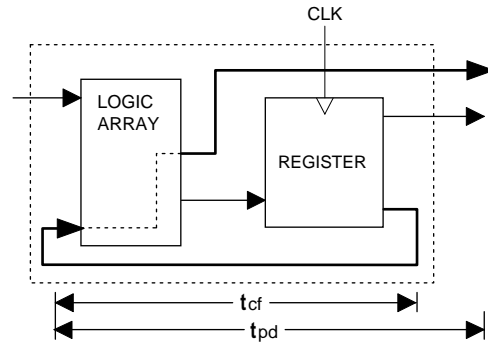 CLK
LOGIC
ARRAY
REGISTER
tcf
tpd